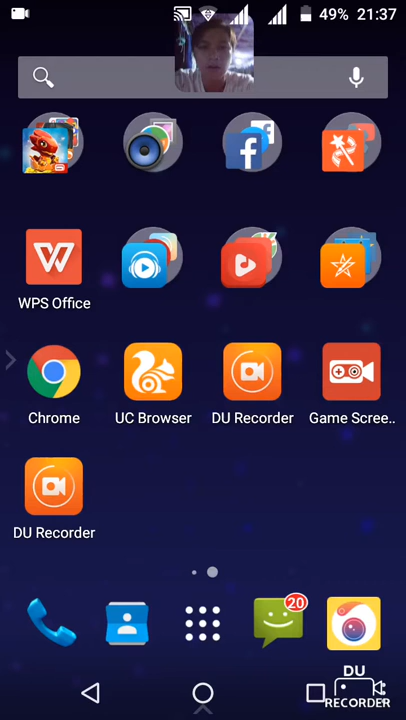 49% 21:37
WPS Office
Chrome
UC Browser
DU Recorder
Game Scree..
DU Recorder
20
DU
RECORDER